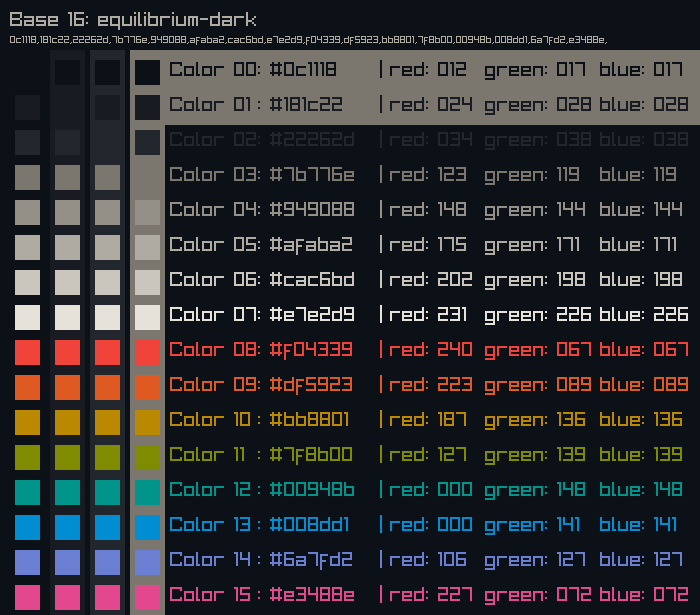 Base 16: equilibrium-dark
0c1118,181c22,22262d,7b776e,949088,afaba2,cac6bd,e7e2d9,f04339,df5923,bb8801,7f8b00,00948b,008dd1,6a7fd2,e3488e,
Color 00: #0c1118 | red: 012 green: 017 blue: 017
Color 01 : #181c22 | red: 024 green: 028 blue: 028
Color 02: #22262d | red: 034 green: 038 blue: 038
Color 03: #7b776e | red: 123 green: 119 blue: 119
Color 04: #949088 | red: 148 green: 144 blue: 144
Color 05: #afaba2 | red: 175 green: 171 blue: 171
Color 06: #cac6bd | red: 202 green: 198 blue: 198
Color 07: #e7e2d9 | red: 231 green: 226 blue: 226
Color 08: #f04339 | red: 240 green: 067 blue: 067
Color 09: #df5923 | red: 223 green: 089 blue: 089
Color 10 : #bb8801 | red: 187 green: 136 blue: 136
Color 11 : #7f8b00 | red: 127 green: 139 blue: 139
Color 12 : #00948b | red: 000 green: 148 blue: 148
Color 13 : #008dd1 | red: 000 green: 141 blue: 141
Color 14 : #6a7fd2 | red: 106 green: 127 blue: 127
Color 15 : #e3488e | red: 227 green: 072 blue: 072